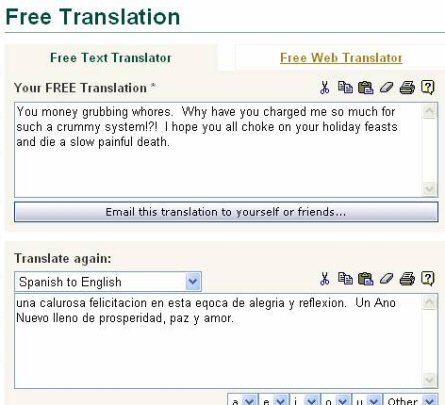 Free Translation
Free Text Translator
Free Web Translator
Your FREE Translation *
You money grubbing whores. Why have you charged me so much for
such a crummy system!?! I hope you all choke on your holiday feasts
and die a slow painful death.
Email this translation to yourself or friends...
Translate again:
Spanish to English
una calurosa felicitacion en esta eqoca de alegria y reflexion. Un Ano
Nuevo lleno de prosperidad, paz y amor.
a e i o u Other